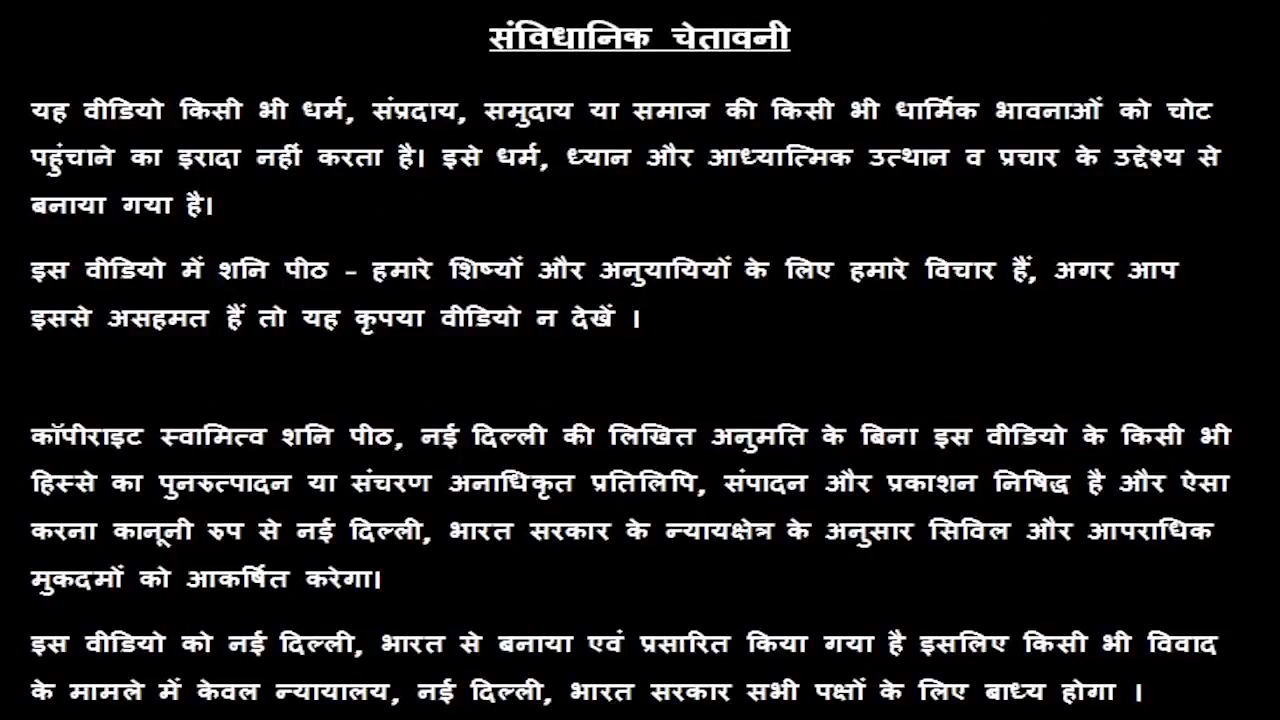 संविधानिक चेतावनी
यह वीडियो किसी भी धर्म, संप्रदाय, समुदाय या समाज की किसी भी धार्मिक भावनाओं को चोट
पहुंचाने का इरादा नहीं करता है। इसे धर्म, ध्यान और आध्यात्मिक उत्थान व प्रचार के उद्देश्य से
बनाया गया है।
इस वीडियो में शनि पीठ – हमारे शिष्यों और अनुयायियों के लिए हमारे विचार हैं, अगर आप
इससे असहमत हैं तो यह कृपया वीडियो न देखें ।
कॉपीराइट स्वामित्व शनि पीठ, नई दिल्ली की लिखित अनुमति के बिना इस वीडियो के किसी भी
हिस्से का पुनरुत्पादन या संचरण अनाधिकृत प्रतिलिपि, संपादन और प्रकाशन निषिद्ध है और ऐसा
करना कानूनी रुप से नई दिल्ली, भारत सरकार के न्यायक्षेत्र के अनुसार सिविल और आपराधिक
मुकदमों को आकर्षित करेगा।
इस वीडियो को नई दिल्ली, भारत से बनाया एवं प्रसारित किया गया है इसलिए किसी भी विवाद
के मामले में केवल न्यायालय, नई दिल्ली, भारत सरकार सभी पक्षों के लिए बाध्य होगा ।